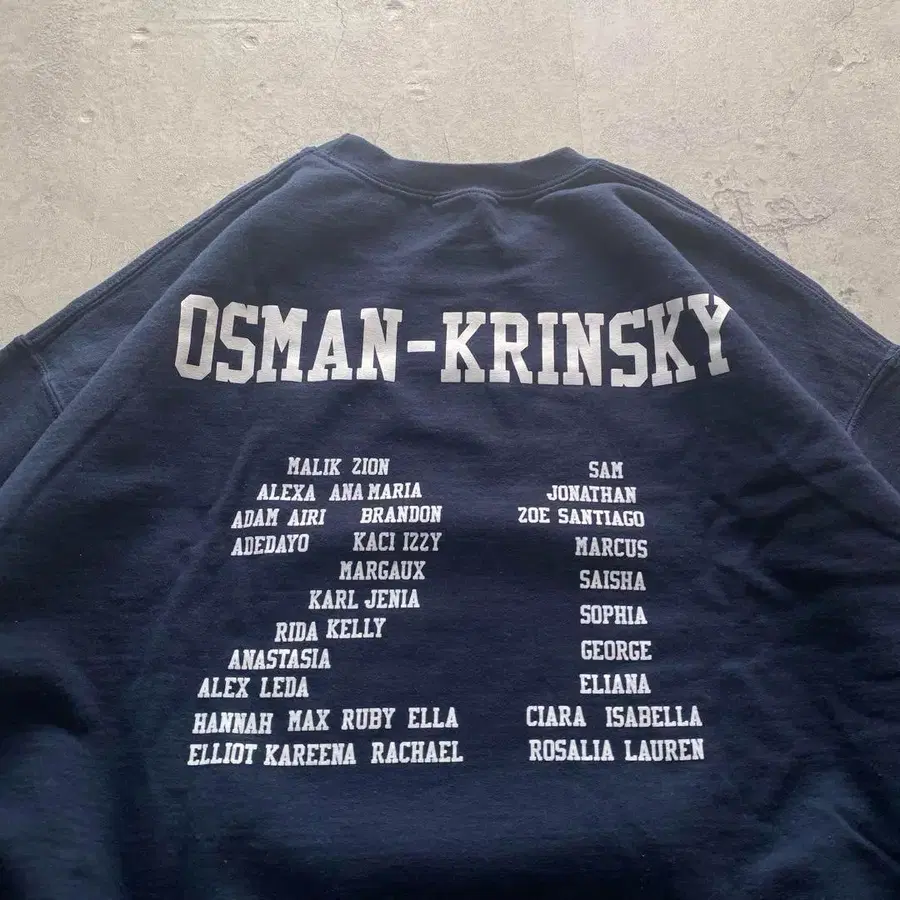 OSMAN-KRINSKY
MALIK ZION
ALEXA ANA MARIA
ADAM AIRI BRANDON
ADEDAYO KACI IZZY
MARGAUX
KARL JENIA
RIDA KELLY
ANASTASIA
ALEX LEDA
HANNAH MAX RUBY ELLA
ELLIOT KAREENA RACHAEL
SAM
JONATHAN
ZOE SANTIAGO
MARCUS
SAISHA
SOPHIA
GEORGE
ELIANA
CIARA ISABELLA
ROSALIA LAUREN